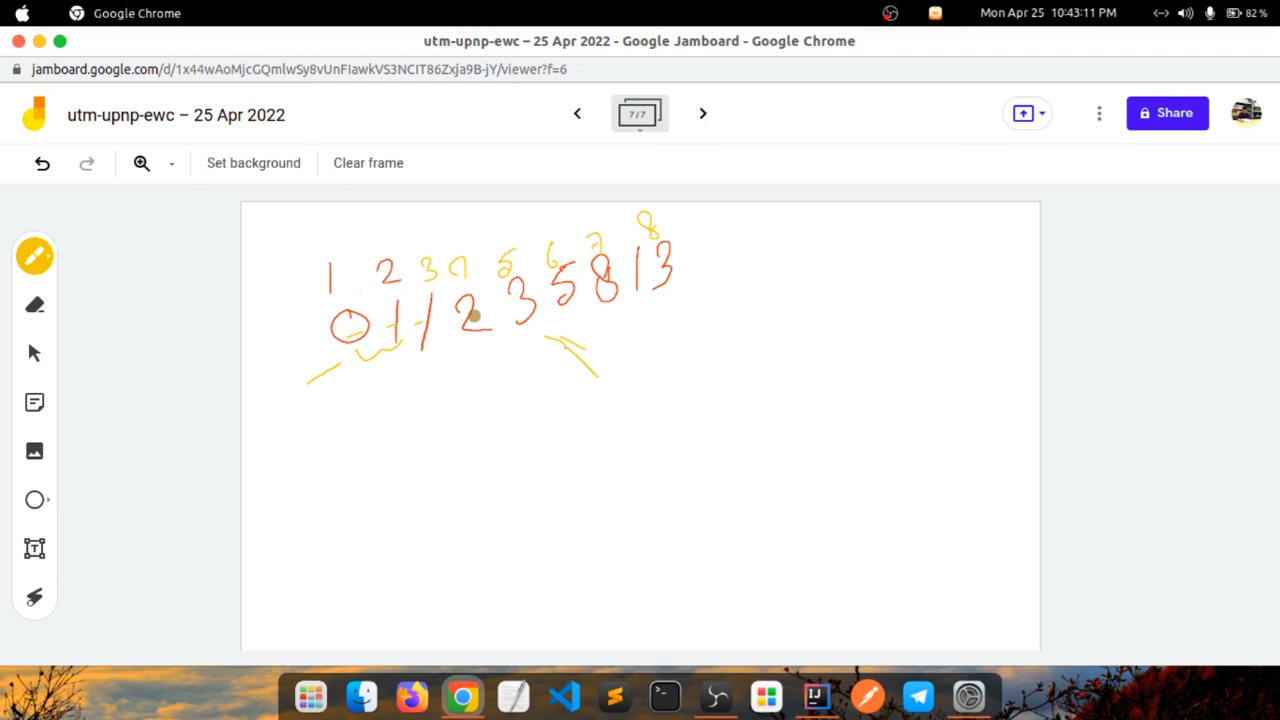 Google Chrome
Mon Apr 25 10:43:11 PM
82 %
utm-upnp-ewc – 25 Apr 2022 - Google Jamboard - Google Chrome
jamboard.google.com/d/1x44wAoMjcGQmlwSy8vUnFIawkVS3NCIT86Zxja9B-jY/viewer?f=6
utm-upnp-ewc – 25 Apr 2022
7/7
Share
Set background
Clear frame
1 2 3 4 5 6 7 8
0 1 1 2 3 5 8 13